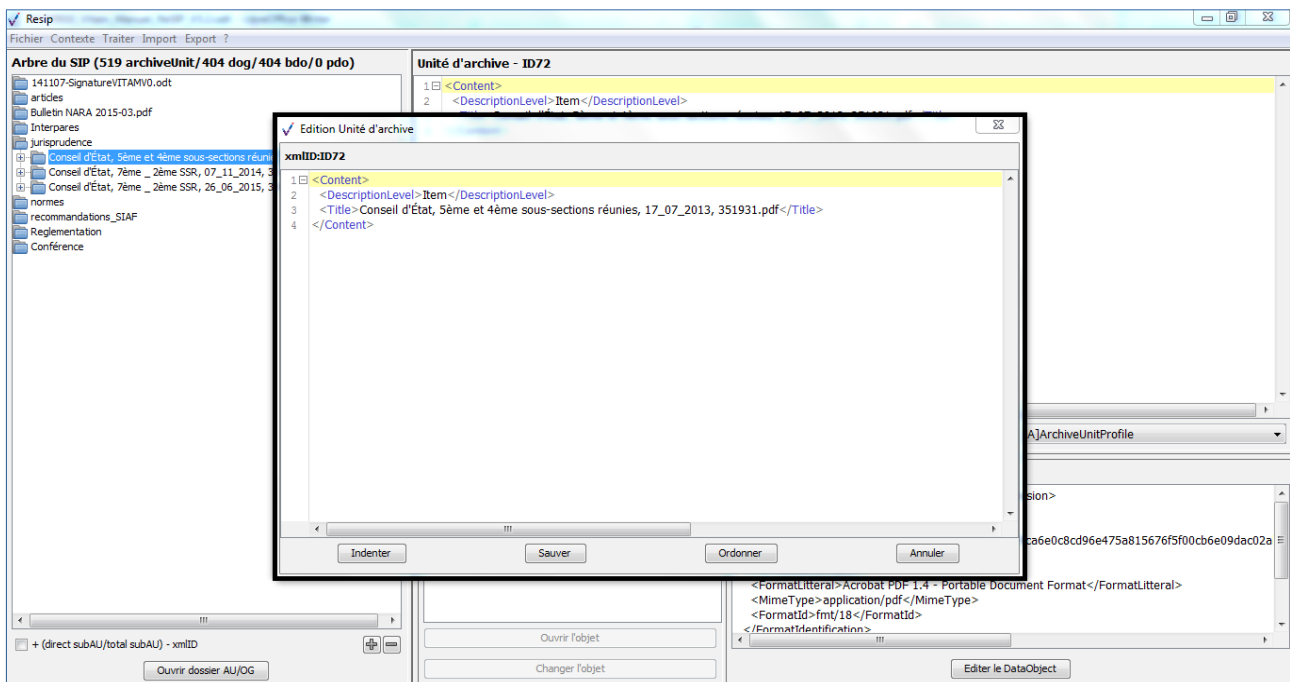 Resip
Fichier Contexte Traiter Import Export ?
Arbre du SIP (519 archiveUnit/404 dog/404 bdo/0 pdo)
141107-SignatureVITAMV0.odt
articles
Bulletin NARA 2015-03.pdf
Interpares
jurisprudence
Conseil d'État, 5ème et 4ème sous-sections réuni
Conseil d'État, 7ème _ 2ème SSR, 07_11_2014, 3
Conseil d'État, 7ème _ 2ème SSR, 26_06_2015, 3
normes
recommandations_SIAF
Reglementation
Conférence
+ (direct subAU/total subAU) - xmlID
Ouvrir dossier AU/OG
Unité d'archive - ID72
1 <Content>
2 <DescriptionLevel>Item</DescriptionLevel>
Edition Unité d'archive
xmlID:ID72
1 <Content>
2 <DescriptionLevel>Item</DescriptionLevel>
3 <Title>Conseil d'État, 5ème et 4ème sous-sections réunies, 17_07_2013, 351931.pdf</Title>
4 </Content>
Indenter Sauver Ordonner Annuler
A]ArchiveUnitProfile
sion>
ca6e0c8cd96e475a815676f5f00cb6e09dac02a
<FormatLitteral>Acrobat PDF 1.4 - Portable Document Format</FormatLitteral>
<MimeType>application/pdf</MimeType>
<FormatId>fmt/18</FormatId>
</FormatIdentification>
Ouvrir l'objet
Changer l'objet
Editer le DataObject